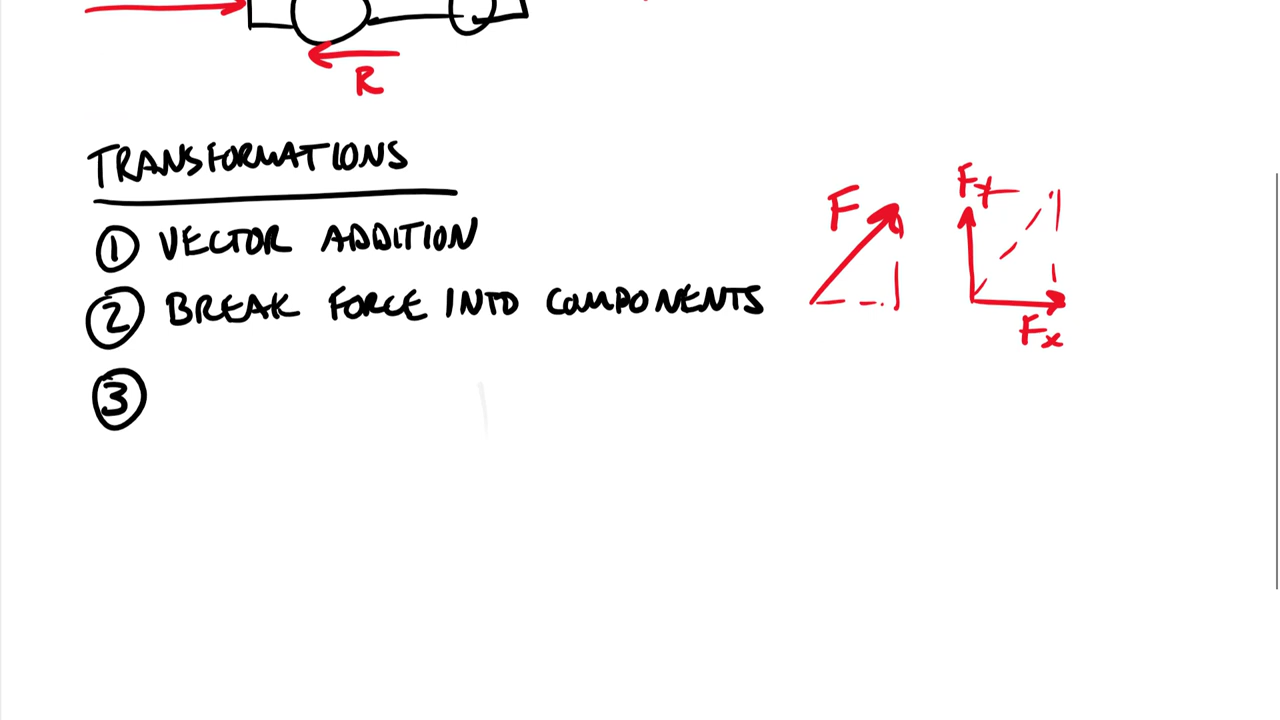 R
TRANSFORMATIONS
① VECTOR ADDITION
② BREAK FORCE INTO COMPONENTS
F
Fy
Fx
③